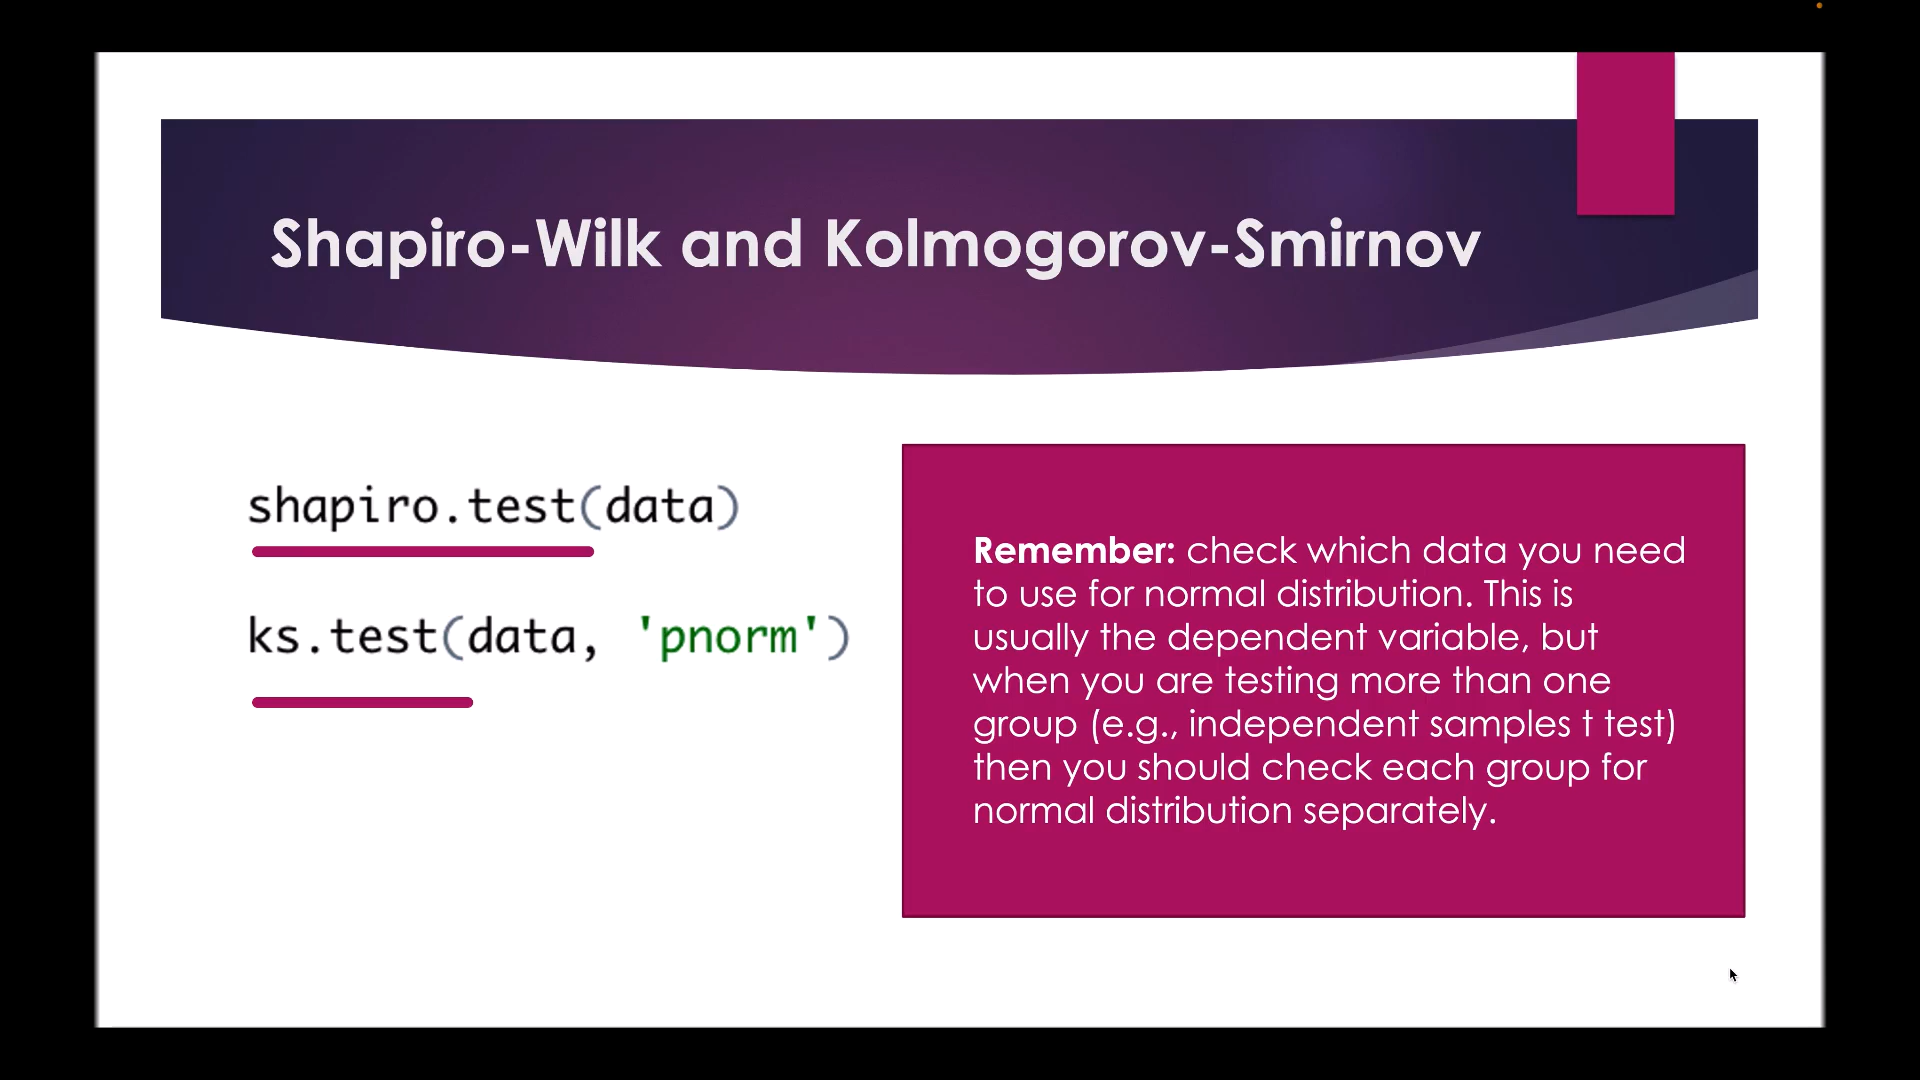 Shapiro-Wilk and Kolmogorov-Smirnov
shapiro.test(data)
ks.test(data, 'pnorm')
Remember: check which data you need
to use for normal distribution. This is
usually the dependent variable, but
when you are testing more than one
group (e.g., independent samples t test)
then you should check each group for
normal distribution separately.